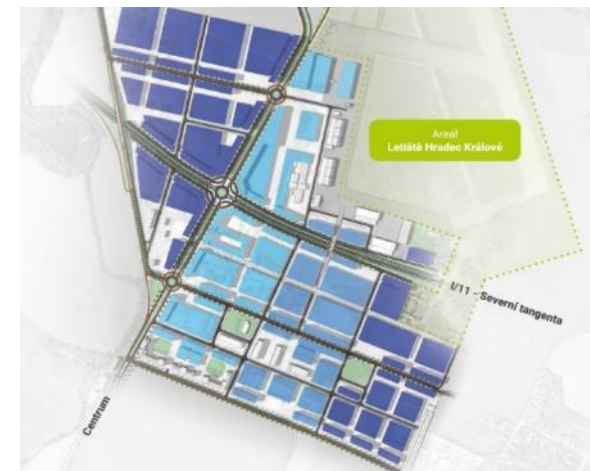 Areál
Letiště Hradec Králové
I/11 - Severní tangenta
Centrum